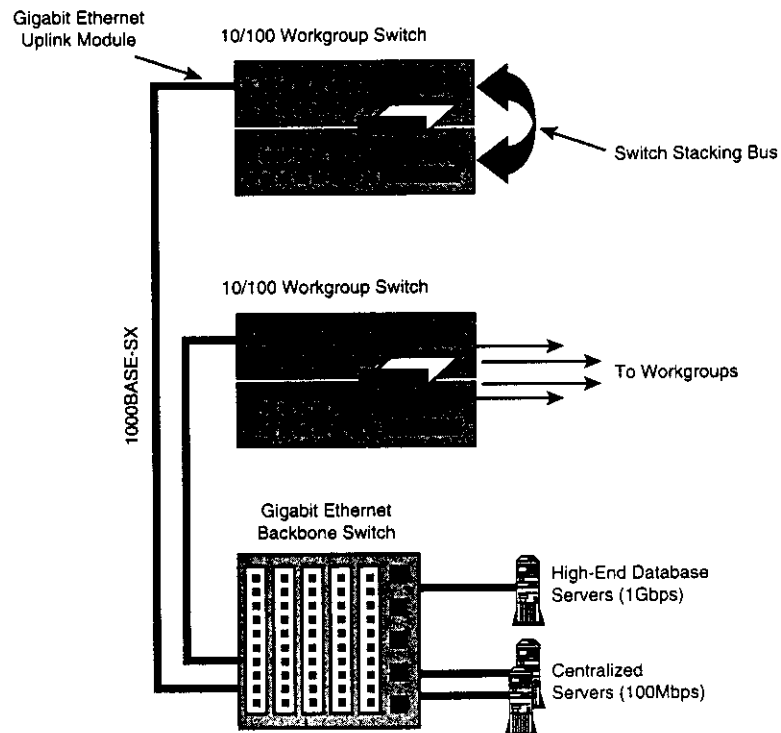 Gigabit Ethernet
Uplink Module
10/100 Workgroup Switch
Switch Stacking Bus
10/100 Workgroup Switch
1000BASE-SX
To Workgroups
Gigabit Ethernet
Backbone Switch
High-End Database
Servers (1Gbps)
Centralized
Servers (100Mbps)